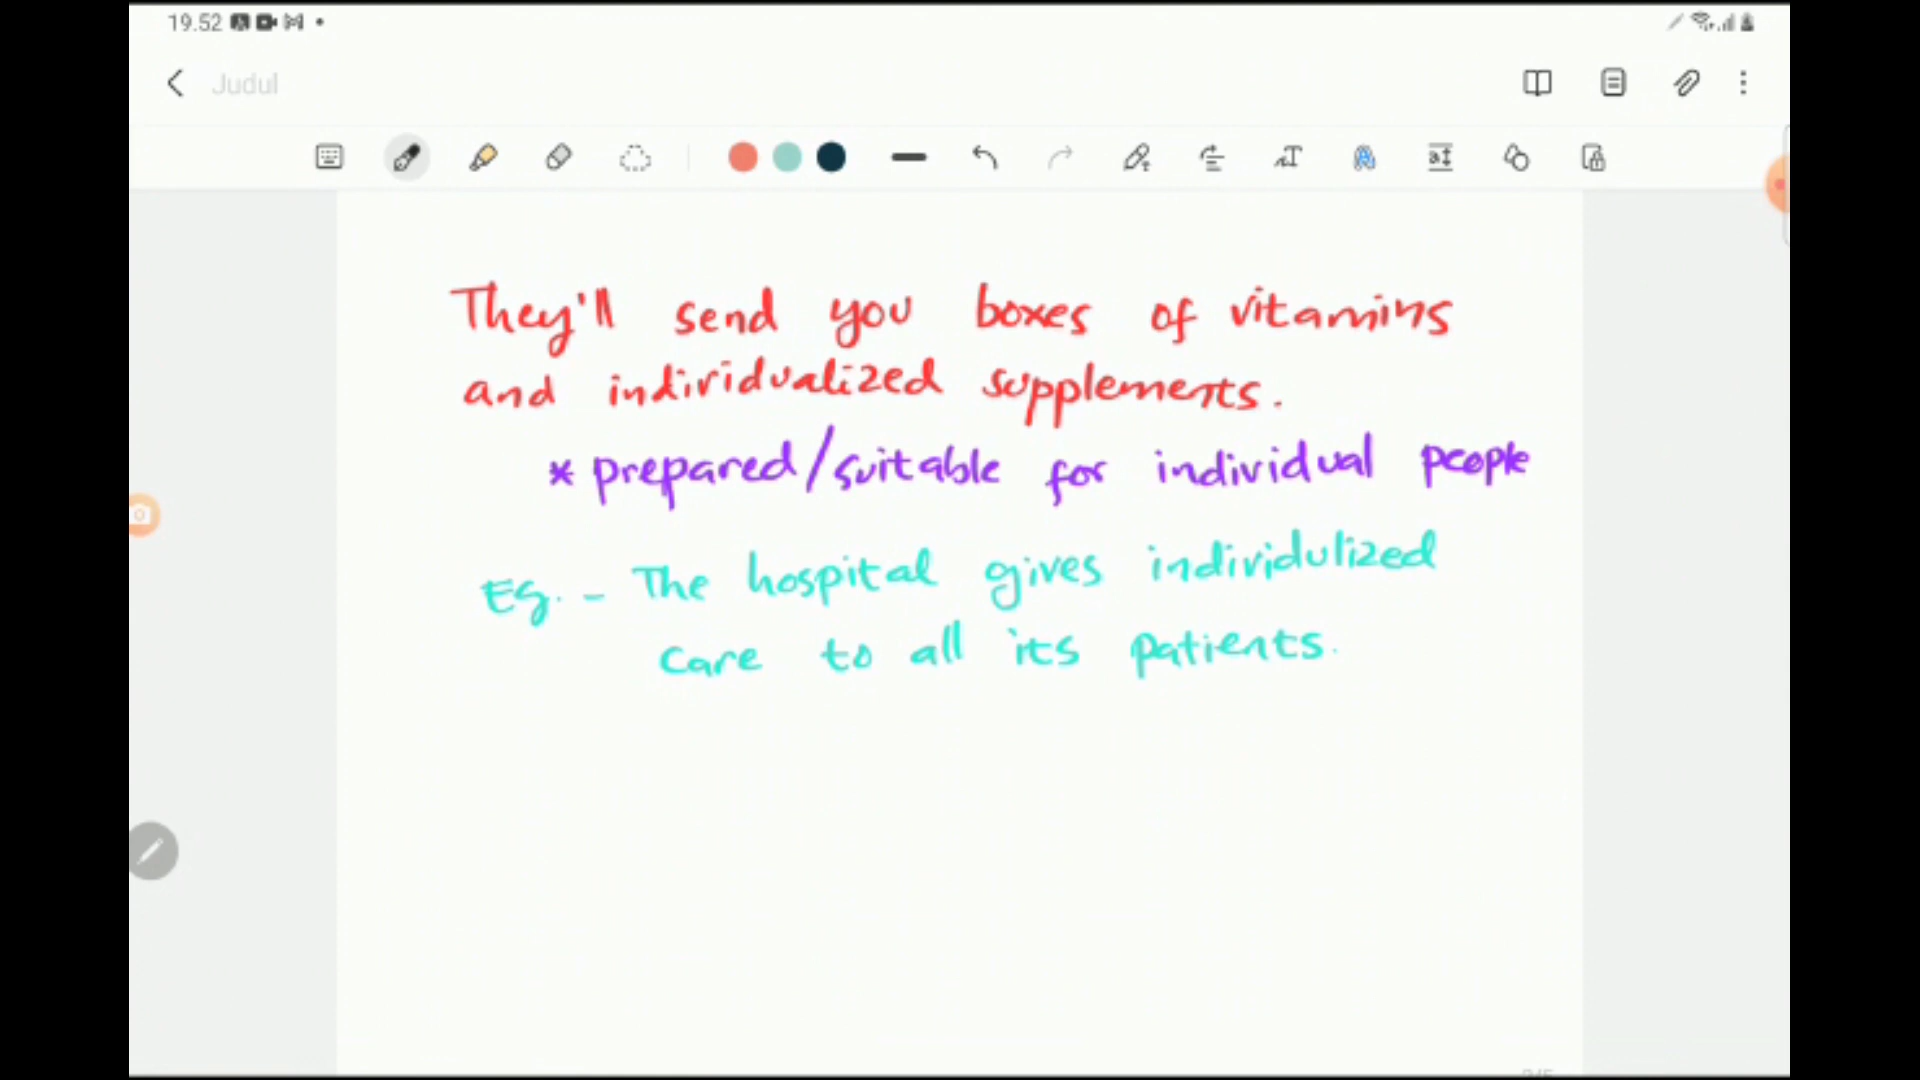 19.52
Judul
They'll send you boxes of vitamins
and individualized supplements.
* prepared/suitable for individual people
Eg. - The hospital gives individulized
care to all its patients.